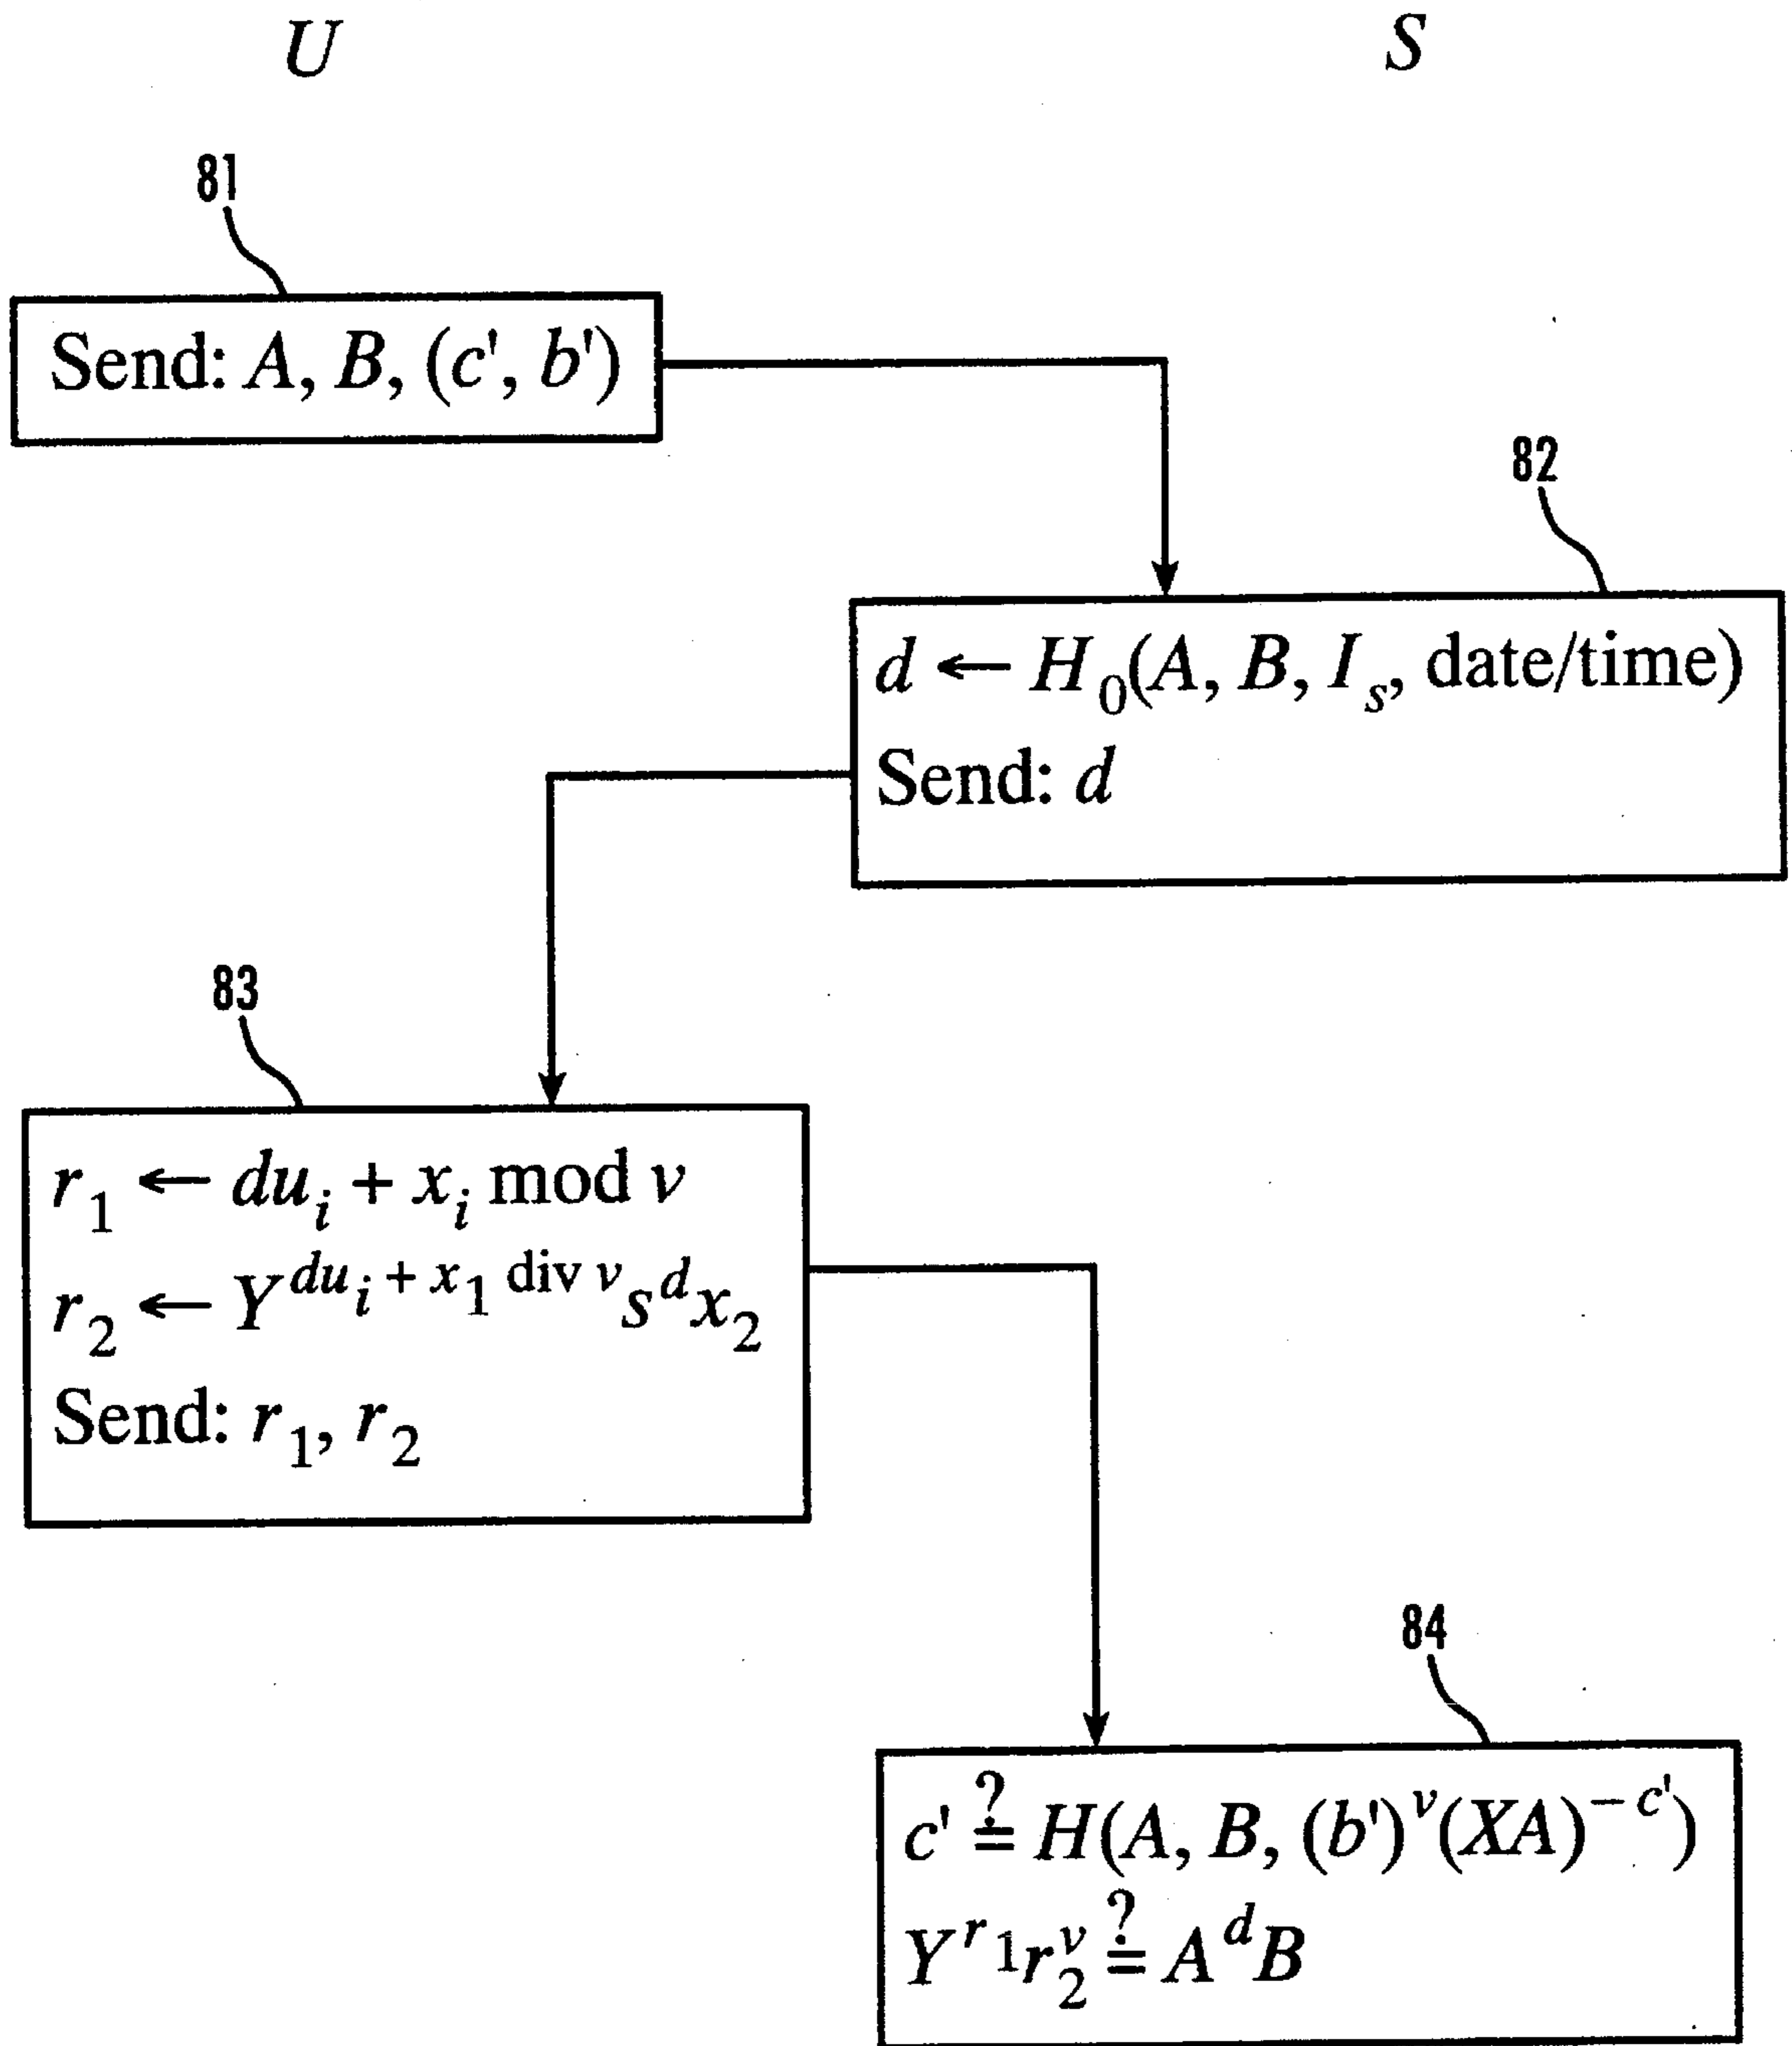 U
S
81
Send: A, B, (c', b')
82
d ← H₀(A, B, Iₛ, date/time)
Send: d
83
r₁ ← duᵢ + xᵢ mod v
r₂ ← Y^{duᵢ + x₁ div v} s^d x₂
Send: r₁, r₂
84
c' ≟ H(A, B, (b')^v (XA)^{-c'})
Y^{r₁} r₂^v ≟ A^d B